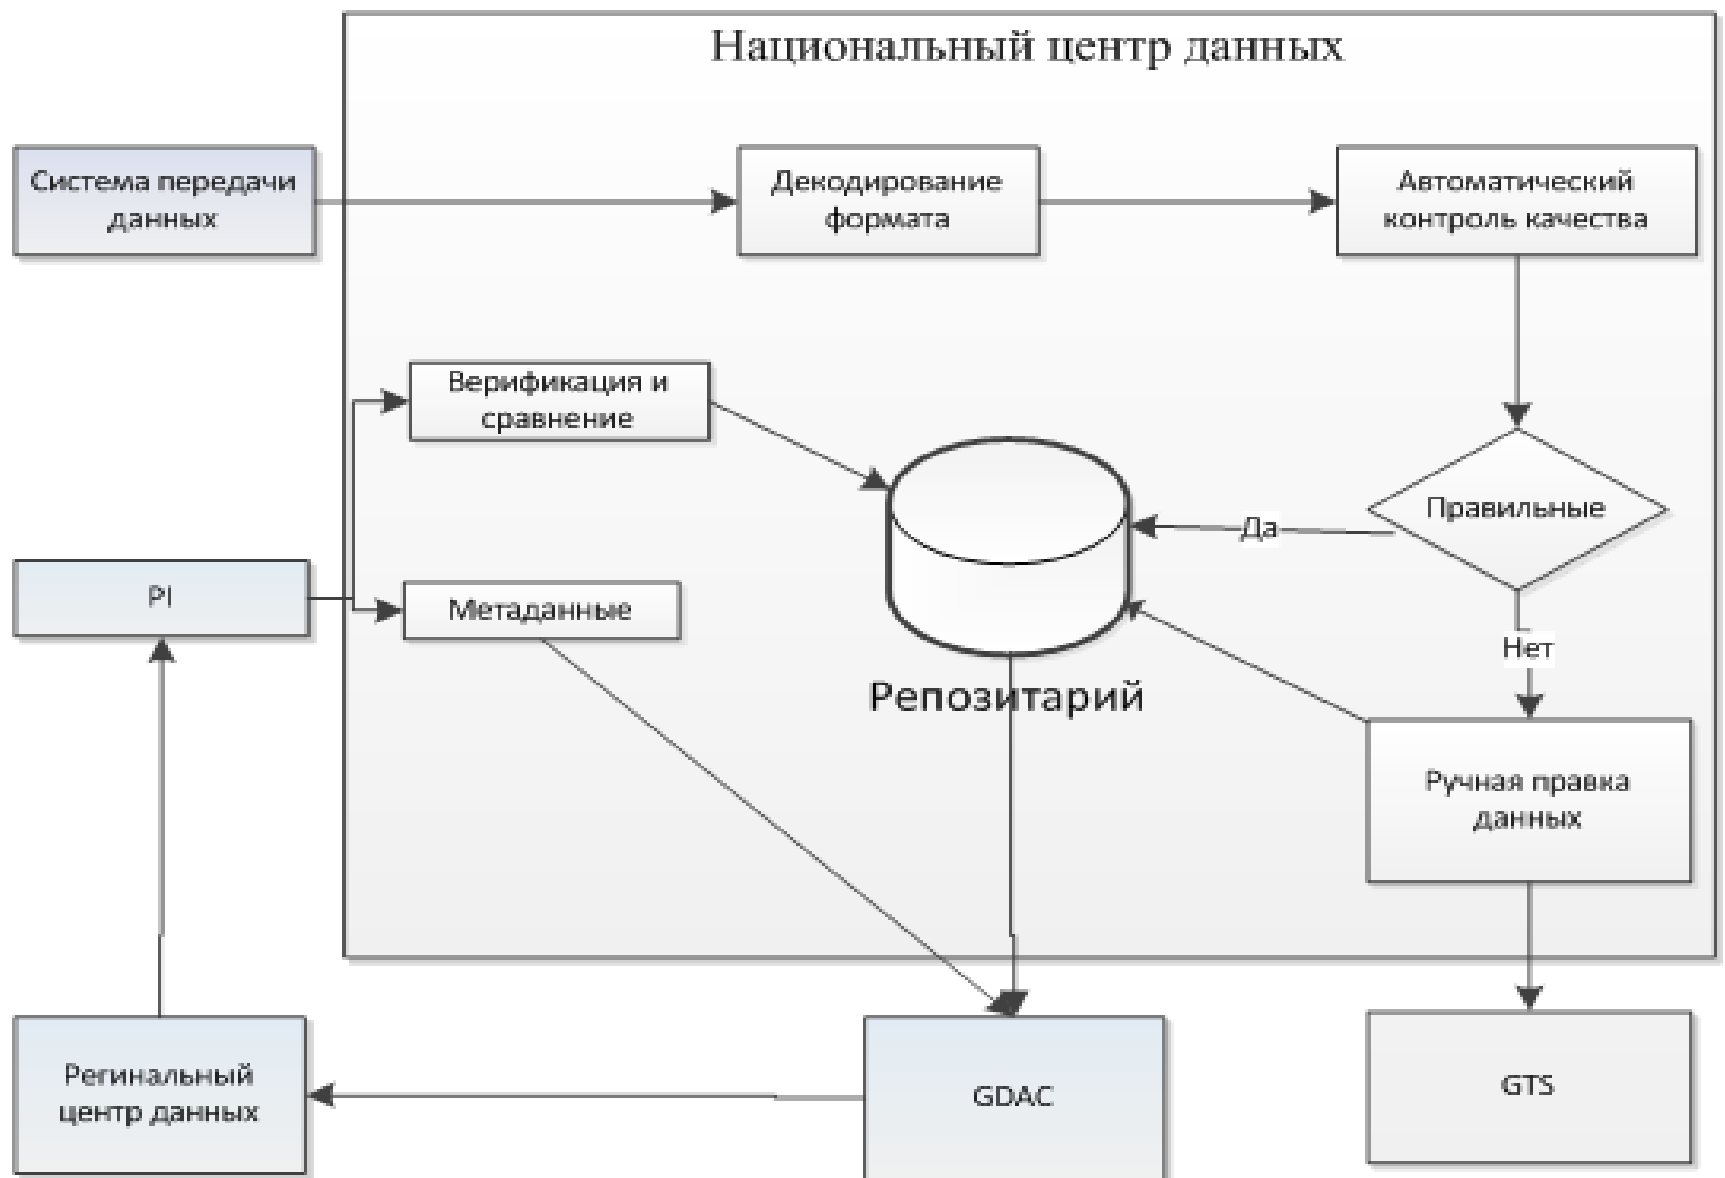 Национальный центр данных
Система передачи
данных
Декодирование
формата
Автоматический
контроль качества
Верификация и
сравнение
Правильные
Да
PI
Метаданные
Нет
Репозитарий
Ручная правка
данных
Регинальный
центр данных
GDAC
GTS